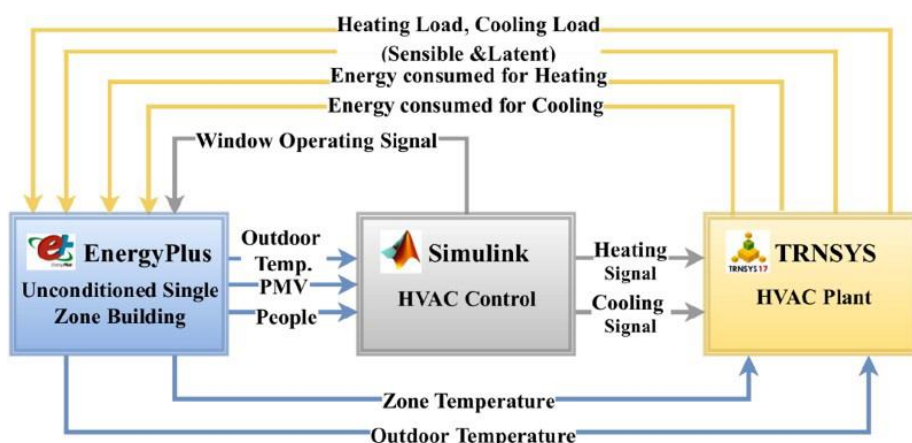 Heating Load, Cooling Load
(Sensible &Latent)
Energy consumed for Heating
Energy consumed for Cooling
Window Operating Signal
EnergyPlus
Unconditioned Single
Zone Building
Outdoor
Temp.
PMV
People
Simulink
HVAC Control
Heating
Signal
Cooling
Signal
TRNSYS 17
TRNSYS
HVAC Plant
Zone Temperature
Outdoor Temperature